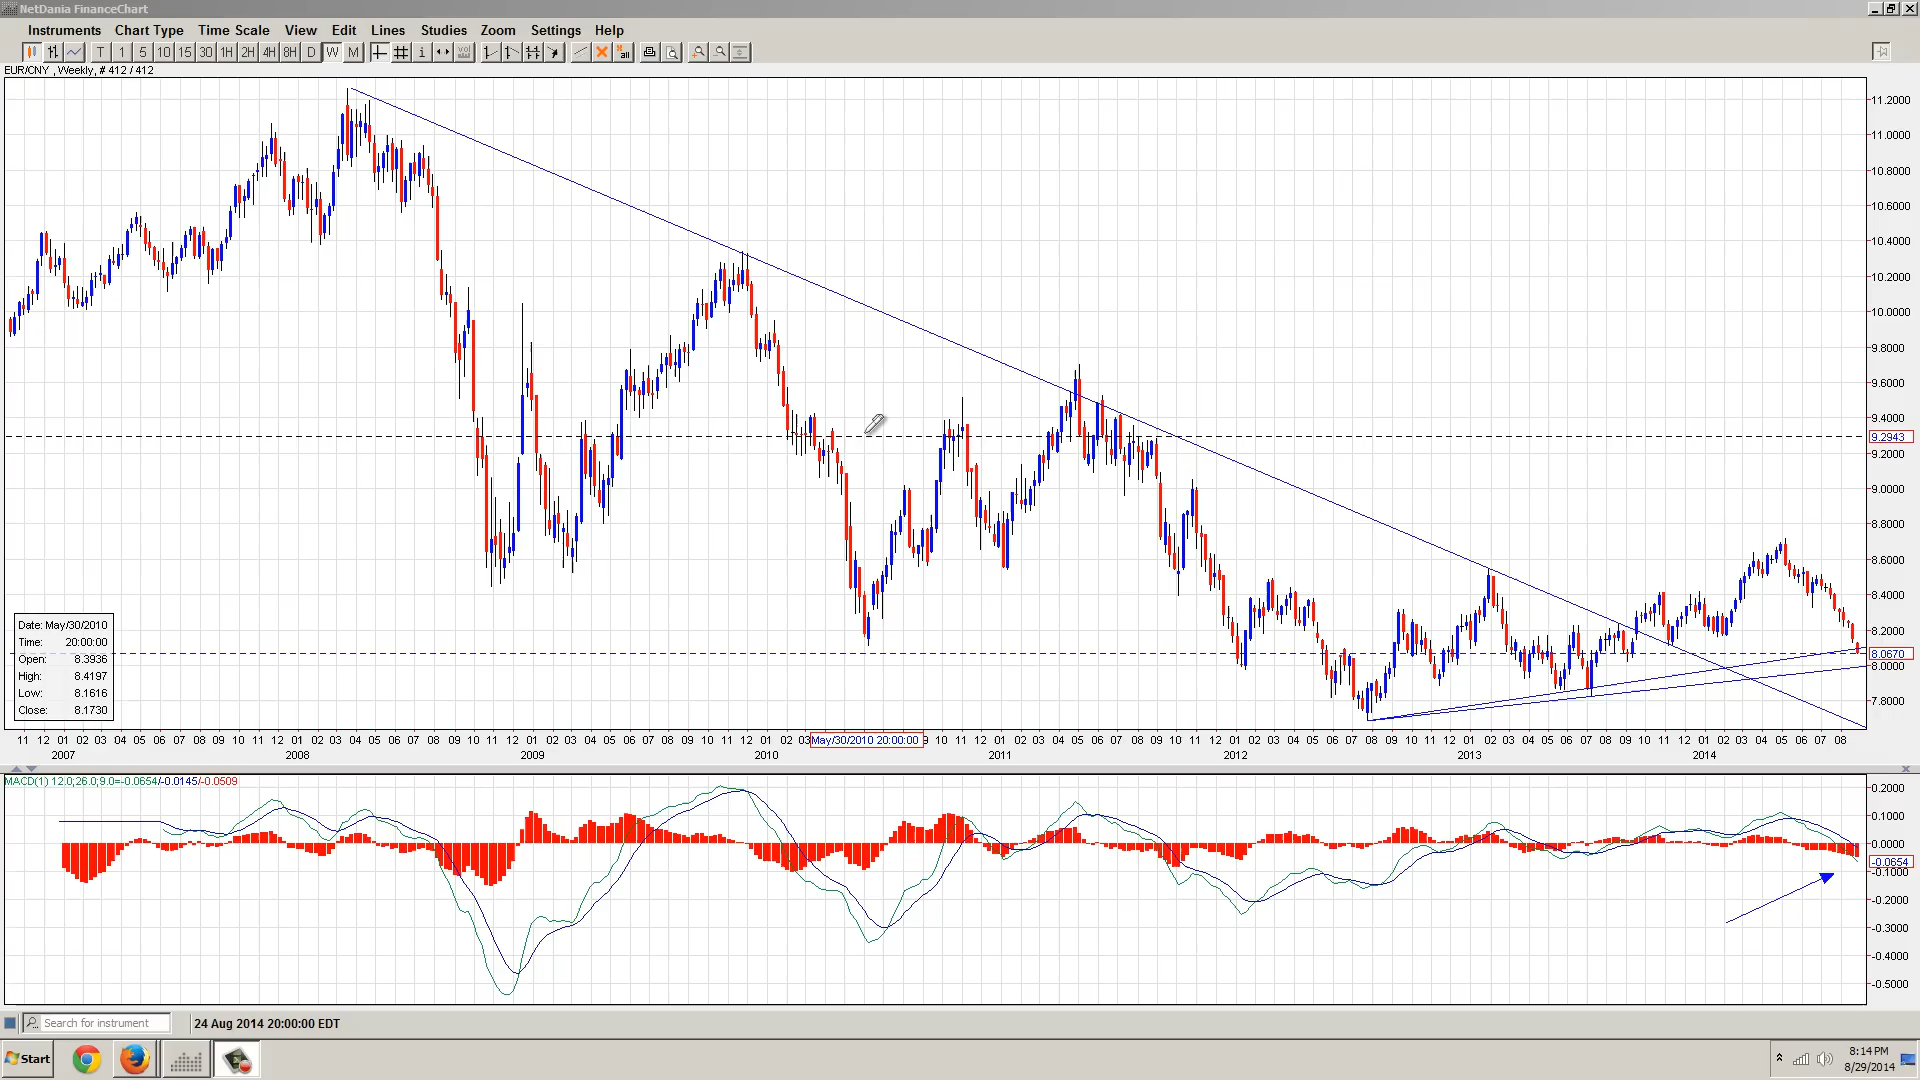 NetDania FinanceChart
Instruments Chart Type Time Scale View Edit Lines Studies Zoom Settings Help
T 1 5 10 15 30 1H 2H 4H 8H D W M i all
EUR/CNY , Weekly, # 412 / 412
11.2000
11.0000
10.8000
10.6000
10.4000
10.2000
10.0000
9.8000
9.6000
9.4000
9.2943
9.2000
9.0000
8.8000
8.6000
8.4000
8.2000
8.0670
8.0000
7.8000
Date: May/30/2010
Time: 20:00:00
Open: 8.3936
High: 8.4197
Low: 8.1616
Close: 8.1730
11 12 01 02 03 04 05 06 07 08 09 10 11 12 01 02 03 04 05 06 07 08 09 10 11 12 01 02 03 04 05 06 07 08 09 10 11 12 01 02 03 May/30/2010 20:00:00 9 10 11 12 01 02 03 04 05 06 07 08 09 10 11 12 01 02 03 04 05 06 07 08 09 10 11 12 01 02 03 04 05 06 07 08 09 10 11 12 01 02 03 04 05 06 07 08
2007 2008 2009 2010 2011 2012 2013 2014
MACD(1) 12.0;26.0;9.0=-0.0654/-0.0145/-0.0509
0.2000
0.1000
0.0000
-0.0654
-0.1000
-0.2000
-0.3000
-0.4000
-0.5000
Search for instrument
24 Aug 2014 20:00:00 EDT
Start
8:14 PM
8/29/2014